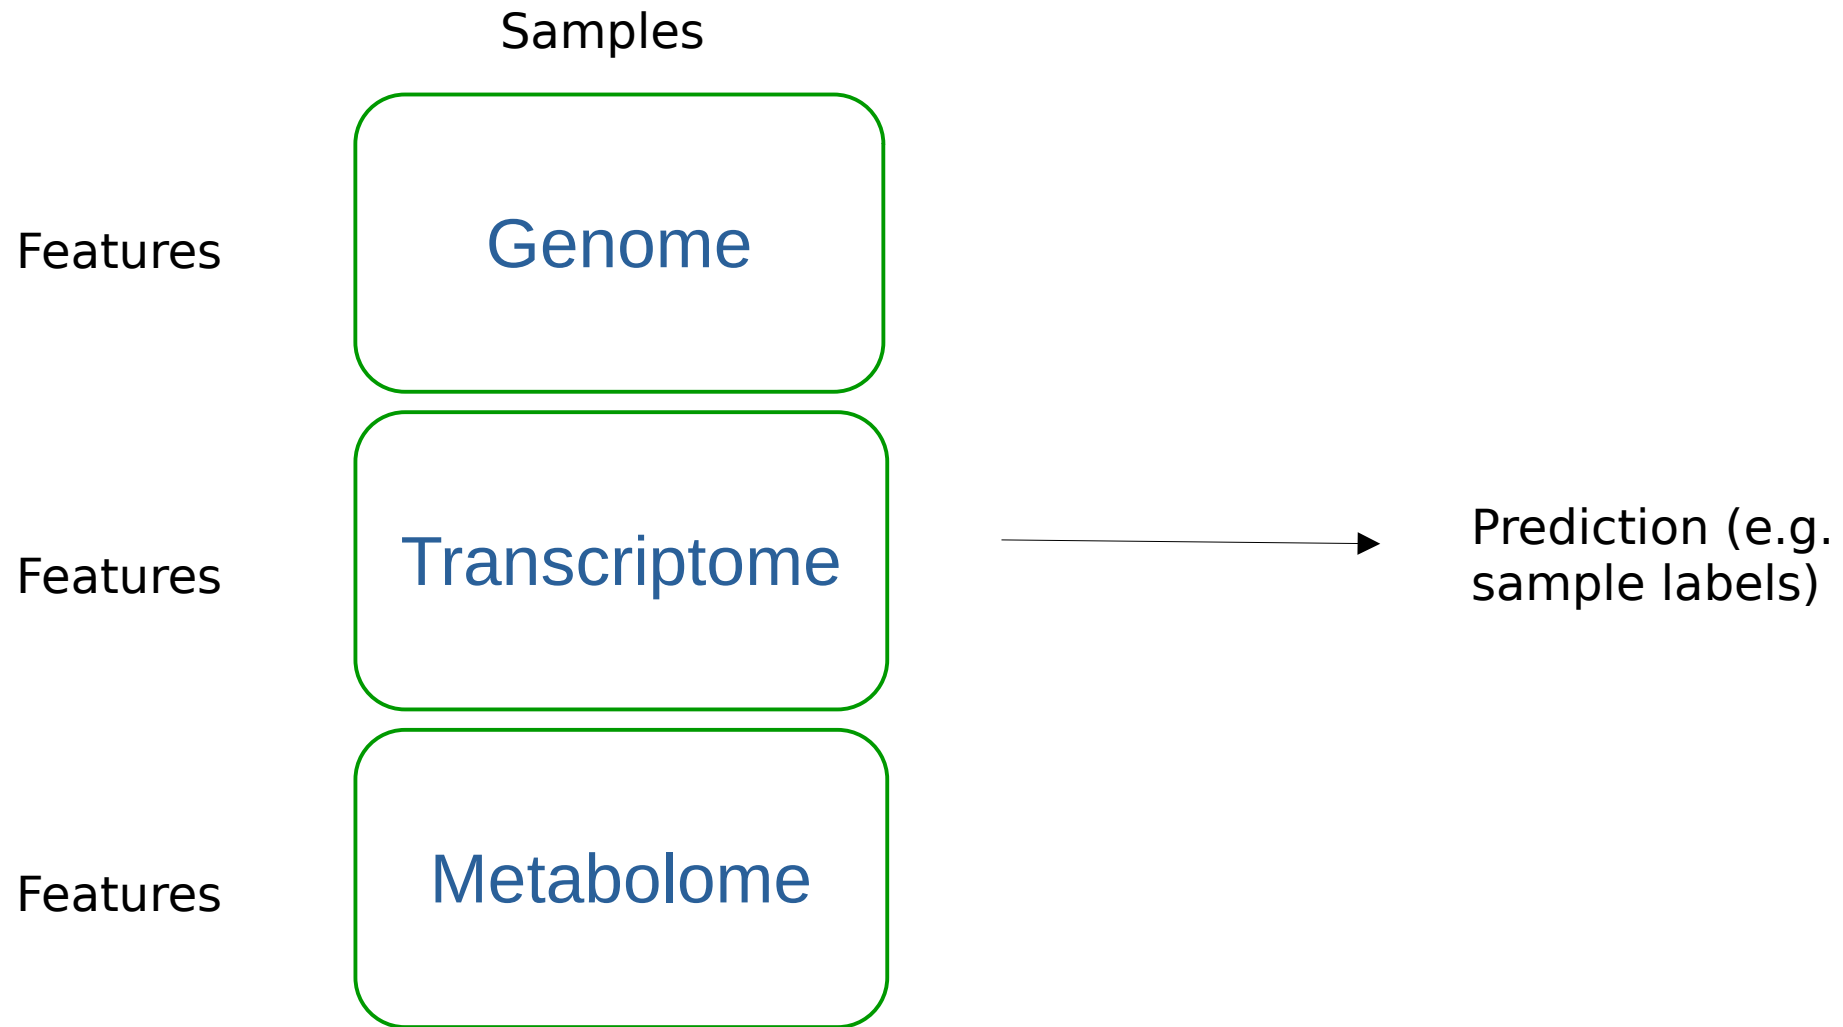 Samples
Features
Genome
Features
Transcriptome
Prediction (e.g.
sample labels)
Features
Metabolome